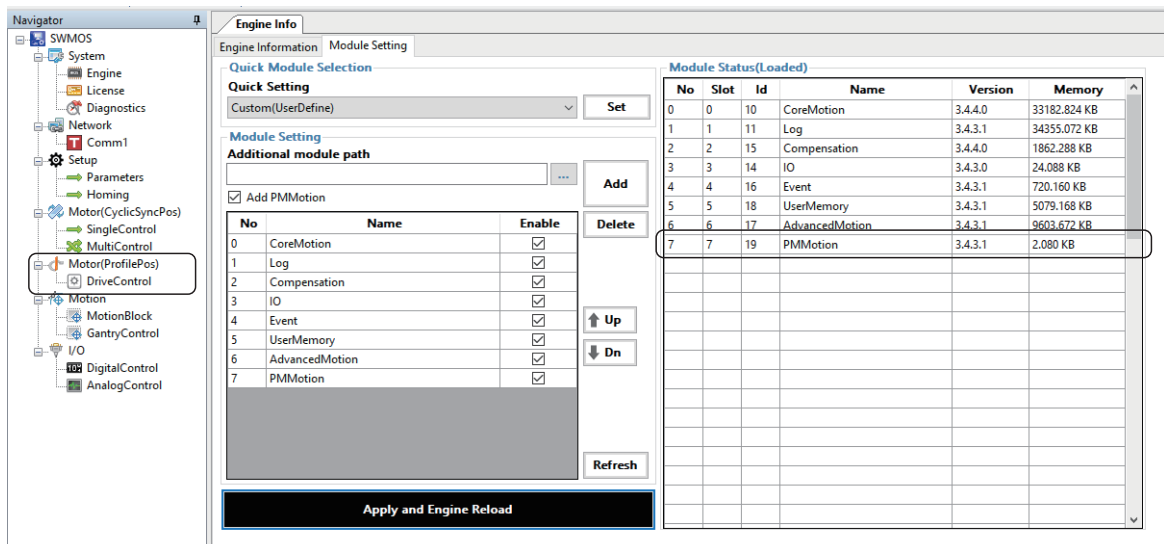 Navigator
SWMOS
System
Engine
License
Diagnostics
Network
T Comm1
Setup
Parameters
Homing
Motor(CyclicSyncPos)
SingleControl
MultiControl
Motor(ProfilePos)
DriveControl
Motion
MotionBlock
GantryControl
I/O
DigitalControl
AnalogControl
Engine Info
Engine Information Module Setting
Quick Module Selection
Quick Setting
Custom(UserDefine) Set
Module Setting
Additional module path
... Add
Add PMMotion
No Name Enable Delete
0 CoreMotion
1 Log
2 Compensation
3 IO
4 Event Up
5 UserMemory
6 AdvancedMotion Dn
7 PMMotion
Refresh
Apply and Engine Reload
Module Status(Loaded)
No Slot Id Name Version Memory
0 0 10 CoreMotion 3.4.4.0 33182.824 KB
1 1 11 Log 3.4.3.1 34355.072 KB
2 2 15 Compensation 3.4.4.0 1862.288 KB
3 3 14 IO 3.4.3.0 24.088 KB
4 4 16 Event 3.4.3.1 720.160 KB
5 5 18 UserMemory 3.4.3.1 5079.168 KB
6 6 17 AdvancedMotion 3.4.3.1 9603.672 KB
7 7 19 PMMotion 3.4.3.1 2.080 KB